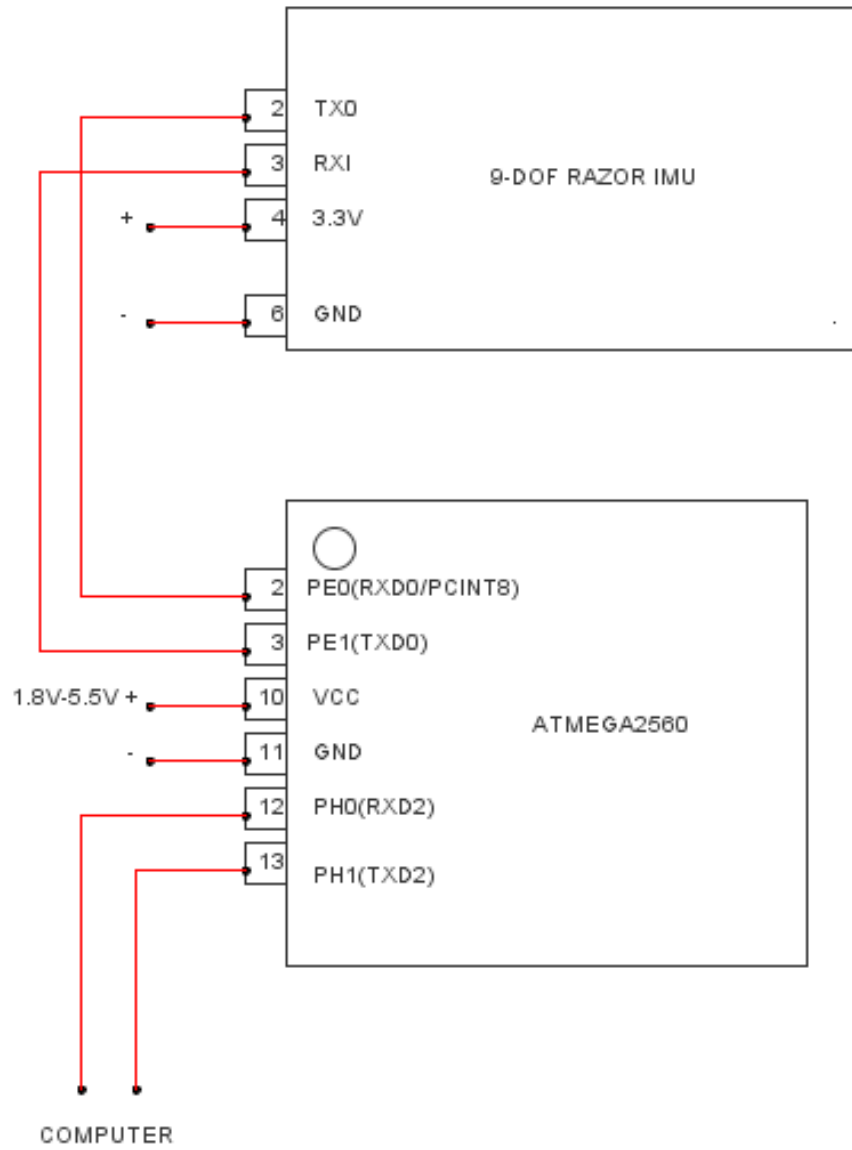 2 TX0
3 RXI
9-DOF RAZOR IMU
+ 4 3.3V
- 6 GND
2 PE0(RXD0/PCINT8)
3 PE1(TXD0)
1.8V-5.5V + 10 VCC
ATMEGA2560
- 11 GND
12 PH0(RXD2)
13 PH1(TXD2)
COMPUTER